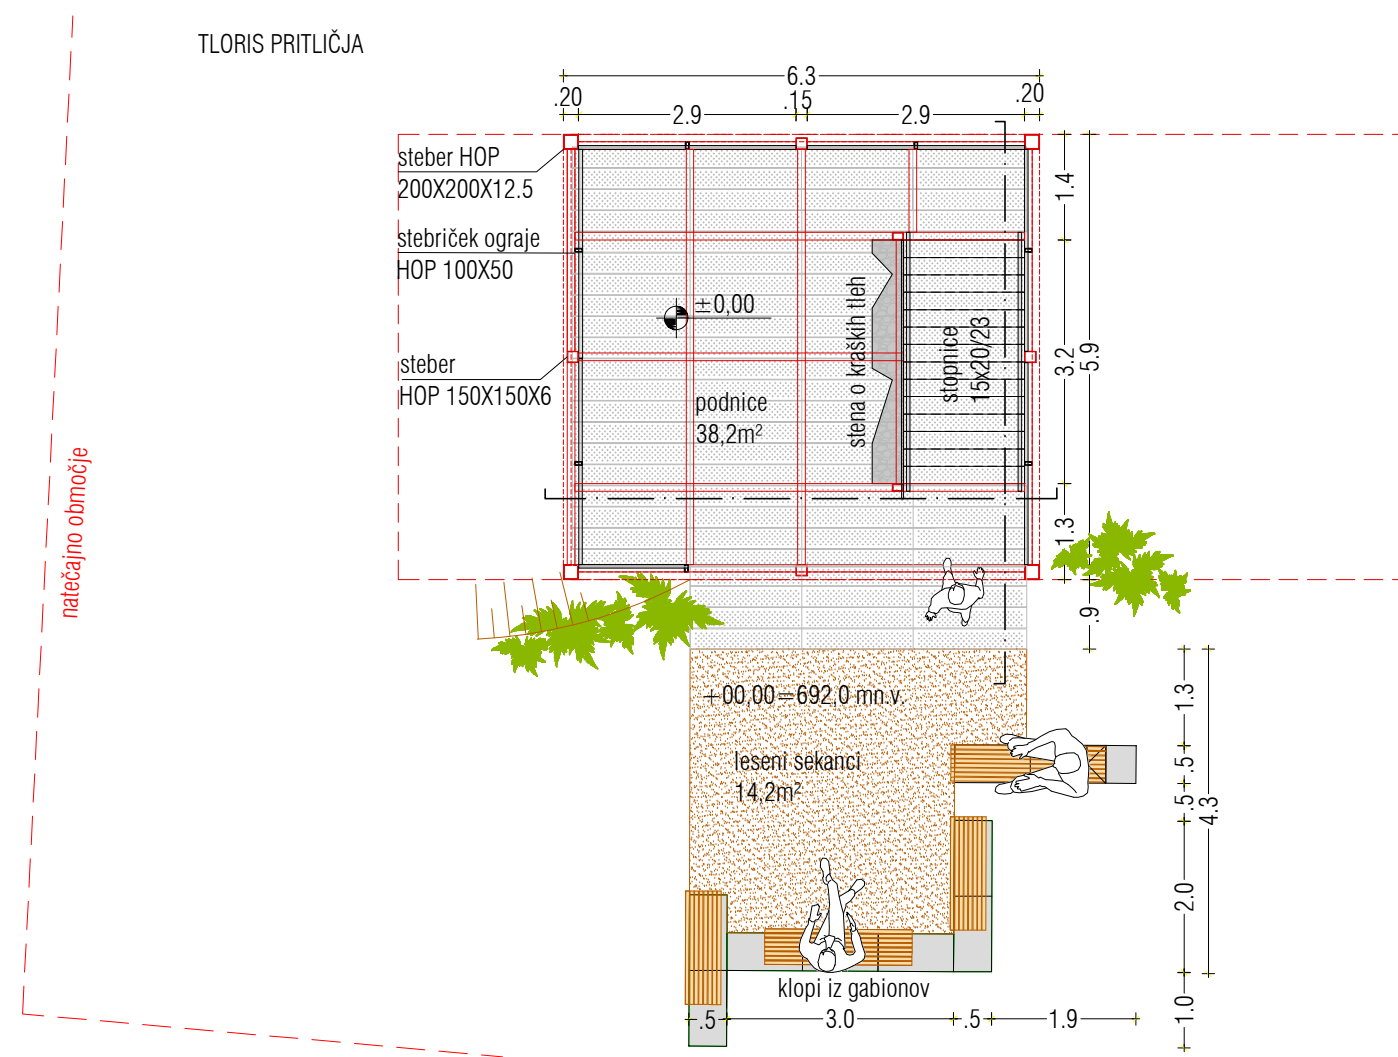 TLORIS PRITLIČJA
6.3
.20
.15
.20
2.9
2.9
steber HOP
200X200X12.5
stebriček ograje
HOP 100X50
±0,00
steber
HOP 150X150X6
podnice
38,2m²
stena o kraških tleh
stopnice
15x20/23
1.4
3.2
5.9
1.3
.9
natečajno območje
+00,00=692,0 mn.v.
leseni sekanci
14,2m²
1.3
.5
.5
4.3
2.0
1.0
klopi iz gabionov
.5
3.0
.5
1.9